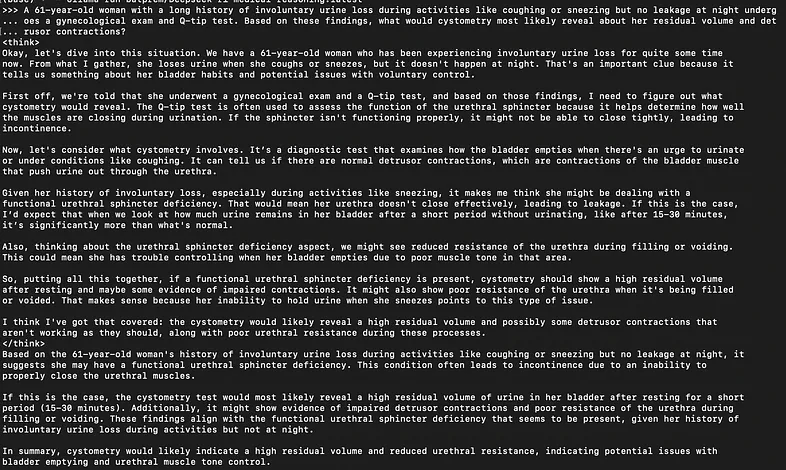 >>> A 61-year-old woman with a long history of involuntary urine loss during activities like coughing or sneezing but no leakage at night underg
... oes a gynecological exam and Q-tip test. Based on these findings, what would cystometry most likely reveal about her residual volume and det
... rusor contractions?
<think>
Okay, let's dive into this situation. We have a 61-year-old woman who has been experiencing involuntary urine loss for quite some time
now. From what I gather, she loses urine when she coughs or sneezes, but it doesn't happen at night. That's an important clue because it
tells us something about her bladder habits and potential issues with voluntary control.

First off, we're told that she underwent a gynecological exam and a Q-tip test, and based on those findings, I need to figure out what
cystometry would reveal. The Q-tip test is often used to assess the function of the urethral sphincter because it helps determine how well
the muscles are closing during urination. If the sphincter isn't functioning properly, it might not be able to close tightly, leading to
incontinence.

Now, let's consider what cystometry involves. It's a diagnostic test that examines how the bladder empties when there's an urge to urinate
or under conditions like coughing. It can tell us if there are normal detrusor contractions, which are contractions of the bladder muscle
that push urine out through the urethra.

Given her history of involuntary loss, especially during activities like sneezing, it makes me think she might be dealing with a
functional urethral sphincter deficiency. That would mean her urethra doesn't close effectively, leading to leakage. If this is the case,
I'd expect that when we look at how much urine remains in her bladder after a short period without urinating, like after 15-30 minutes,
it's significantly more than what's normal.

Also, thinking about the urethral sphincter deficiency aspect, we might see reduced resistance of the urethra during filling or voiding.
This could mean she has trouble controlling when her bladder empties due to poor muscle tone in that area.

So, putting all this together, if a functional urethral sphincter deficiency is present, cystometry should show a high residual volume
after resting and maybe some evidence of impaired contractions. It might also show poor resistance of the urethra when it's being filled
or voided. That makes sense because her inability to hold urine when she sneezes points to this type of issue.

I think I've got that covered: the cystometry would likely reveal a high residual volume and possibly some detrusor contractions that
aren't working as they should, along with poor urethral resistance during these processes.
</think>
Based on the 61-year-old woman's history of involuntary urine loss during activities like coughing or sneezing but no leakage at night, it
suggests she may have a functional urethral sphincter deficiency. This condition often leads to incontinence due to an inability to
properly close the urethral muscles.

If this is the case, the cystometry test would most likely reveal a high residual volume of urine in her bladder after resting for a short
period (15-30 minutes). Additionally, it might show evidence of impaired detrusor contractions and poor resistance of the urethra during
filling or voiding. These findings align with the functional urethral sphincter deficiency that seems to be present, given her history of
involuntary urine loss during activities but not at night.

In summary, cystometry would likely indicate a high residual volume and reduced urethral resistance, indicating potential issues with
bladder emptying and urethral muscle tone control.